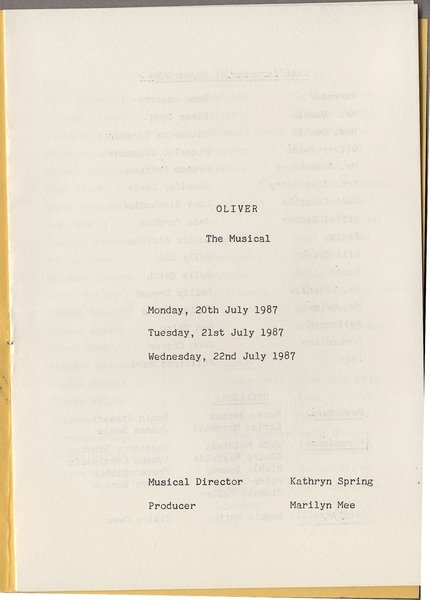 OLIVER
The Musical
Monday, 20th July 1987
Tuesday, 21st July 1987
Wednesday, 22nd July 1987
Musical Director Kathryn Spring
Producer Marilyn Mee